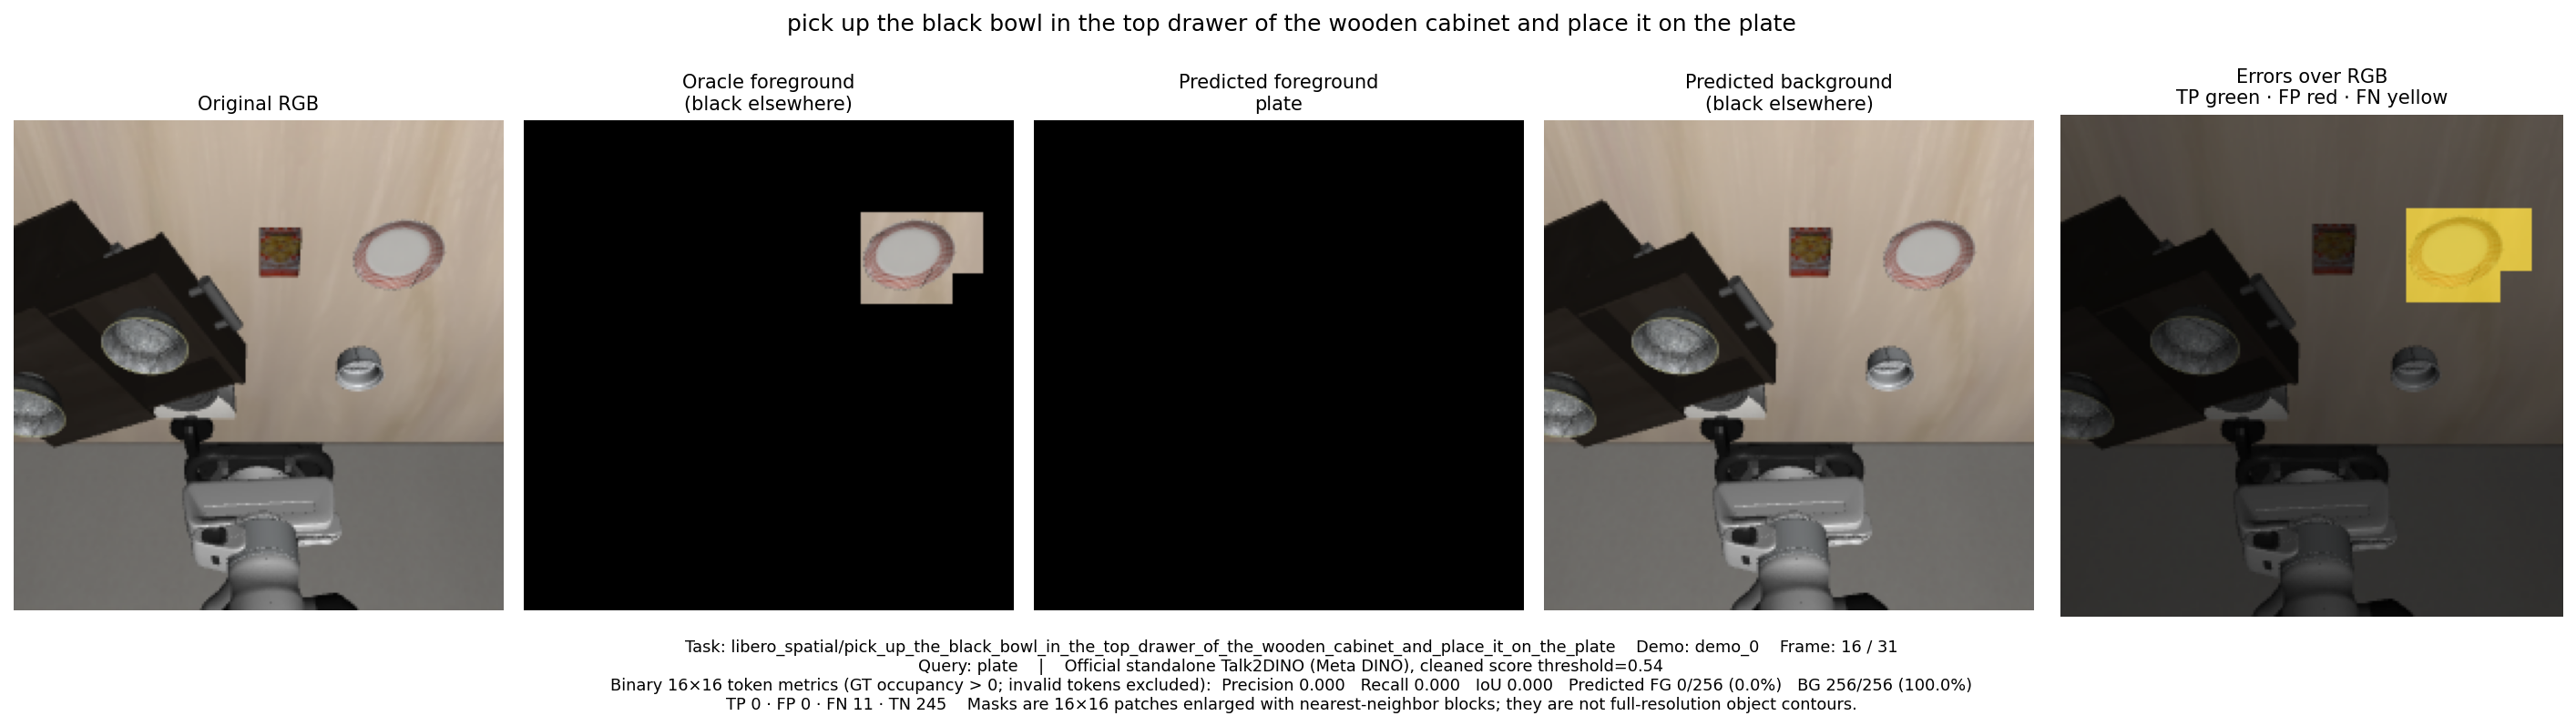 pick up the black bowl in the top drawer of the wooden cabinet and place it on the plate
Original RGB
Oracle foreground
(black elsewhere)
Predicted foreground
plate
Predicted background
(black elsewhere)
Errors over RGB
TP green · FP red · FN yellow
Task: libero_spatial/pick_up_the_black_bowl_in_the_top_drawer_of_the_wooden_cabinet_and_place_it_on_the_plate    Demo: demo_0    Frame: 16 / 31
Query: plate    |    Official standalone Talk2DINO (Meta DINO), cleaned score threshold=0.54
Binary 16×16 token metrics (GT occupancy > 0; invalid tokens excluded):  Precision 0.000   Recall 0.000   IoU 0.000   Predicted FG 0/256 (0.0%)   BG 256/256 (100.0%)
TP 0 · FP 0 · FN 11 · TN 245    Masks are 16×16 patches enlarged with nearest-neighbor blocks; they are not full-resolution object contours.